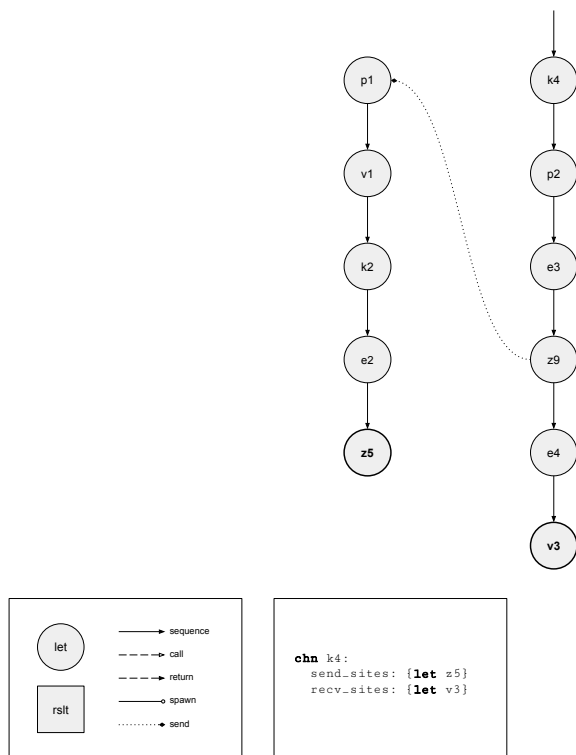 k4
p1
p2
v1
e3
k2
z9
e2
e4
z5
v3
let
rslt
sequence
call
return
spawn
send
chn k4:
send_sites: {let z5}
recv_sites: {let v3}